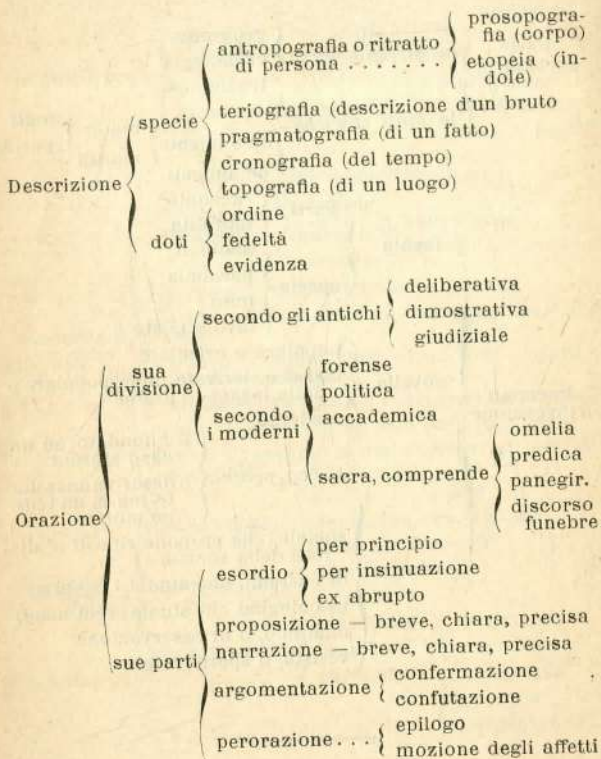 prosopogra-
fia (corpo)
antropografia o ritratto
di persona . . . . . . .
etopeia (in-
dole)
specie
teriografia (descrizione d'un bruto
pragmatografia (di un fatto)
cronografia (del tempo)
topografia (di un luogo)
Descrizione
ordine
doti
fedeltà
evidenza
deliberativa
secondo gli antichi
dimostrativa
giudiziale
sua
divisione
forense
politica
secondo
i moderni
accademica
omelia
predica
sacra, comprende
panegir.
discorso
funebre
Orazione
per principio
esordio
per insinuazione
ex abrupto
proposizione — breve, chiara, precisa
narrazione — breve, chiara, precisa
sue parti
confermazione
argomentazione
confutazione
epilogo
perorazione . . .
mozione degli affetti